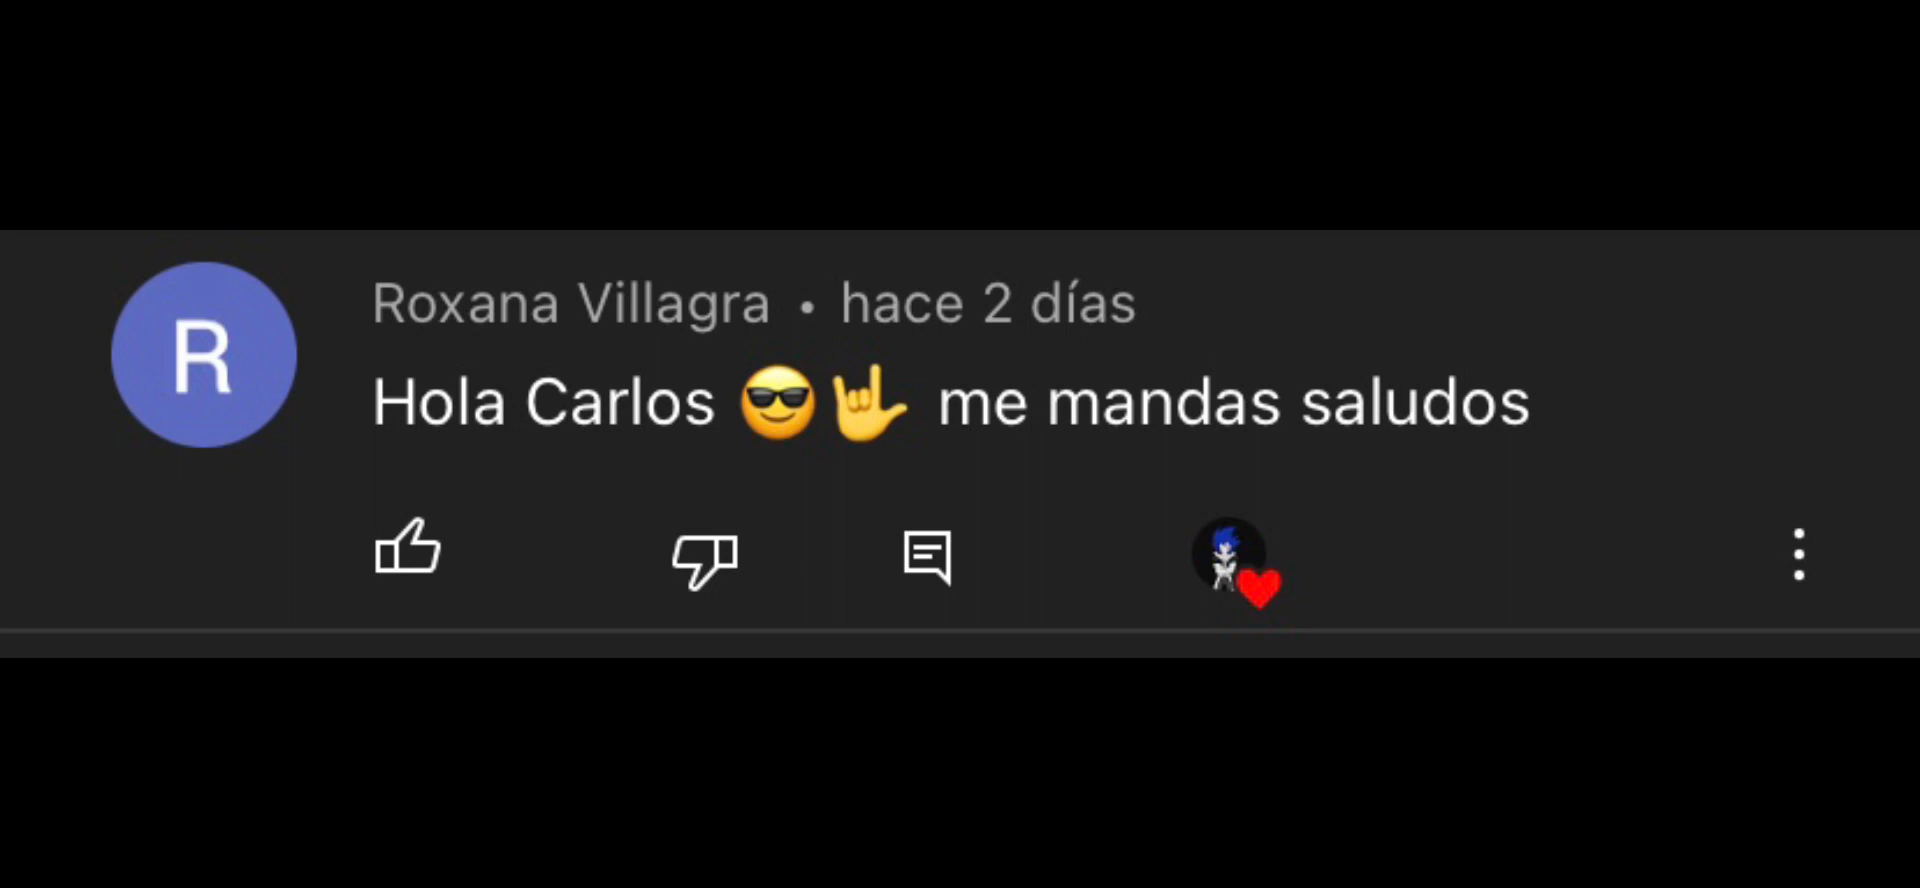 R
Roxana Villagra • hace 2 días
Hola Carlos 😎🤟 me mandas saludos